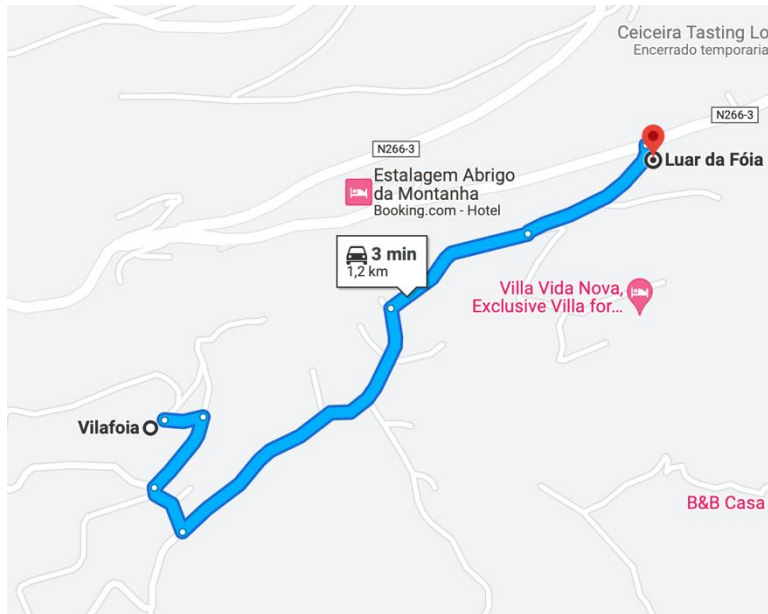 Ceiceira Tasting Lo
Encerrado temporaria
N266-3
N266-3
Luar da Fóia
Estalagem Abrigo
da Montanha
Booking.com - Hotel
3 min
1,2 km
Villa Vida Nova,
Exclusive Villa for...
Vilafoia
B&B Casa